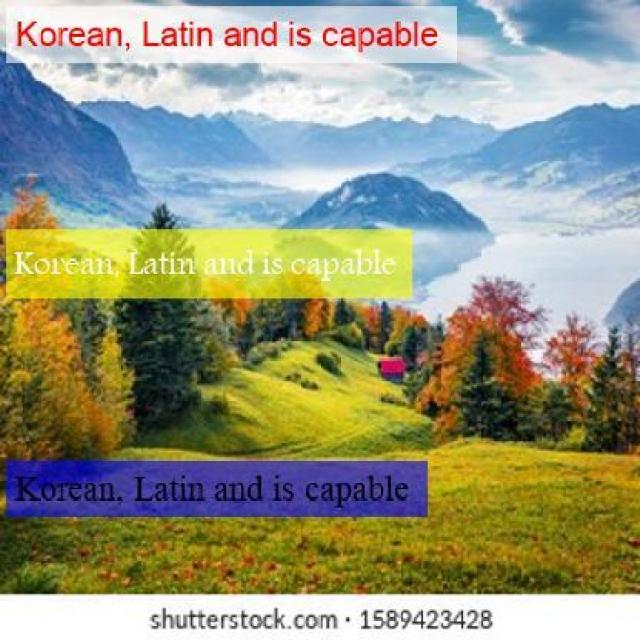 Korean, Latin and is capable
Korean, Latin and is capable
Korean, Latin and is capable
shutterstock.com · 1589423428